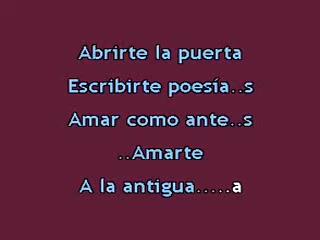 Abrirte la puerta
Escribirte poesía..s
Amar como ante..s
..Amarte
A la antigua.....a